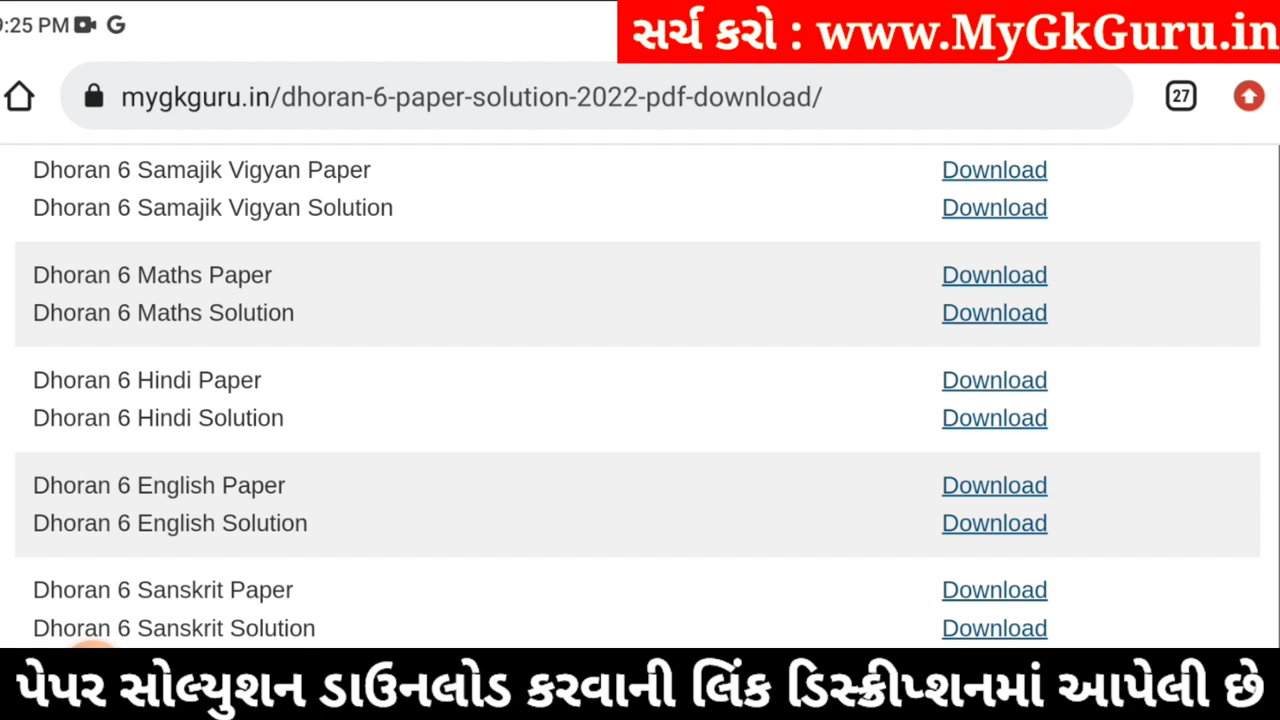 9:25 PM G
સર્ચ કરો : www.MyGkGuru.in
mygkguru.in/dhoran-6-paper-solution-2022-pdf-download/ 27
Dhoran 6 Samajik Vigyan Paper Download
Dhoran 6 Samajik Vigyan Solution Download
Dhoran 6 Maths Paper Download
Dhoran 6 Maths Solution Download
Dhoran 6 Hindi Paper Download
Dhoran 6 Hindi Solution Download
Dhoran 6 English Paper Download
Dhoran 6 English Solution Download
Dhoran 6 Sanskrit Paper Download
Dhoran 6 Sanskrit Solution Download
પેપર સોલ્યુશન ડાઉનલોડ કરવાની લિંક ડિસ્ક્રીપ્શનમાં આપેલી છે